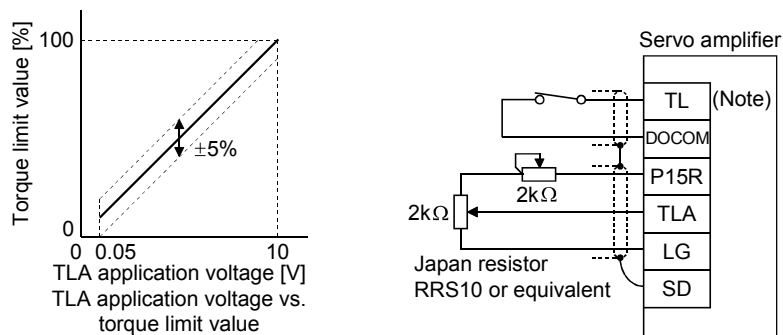 Torque limit value [%]
100
0
0 0.05
10
±5%
TLA application voltage [V]
TLA application voltage vs.
torque limit value
Servo amplifier
TL
(Note)
DOCOM
P15R
2kΩ
TLA
2kΩ
LG
Japan resistor
RRS10 or equivalent
SD